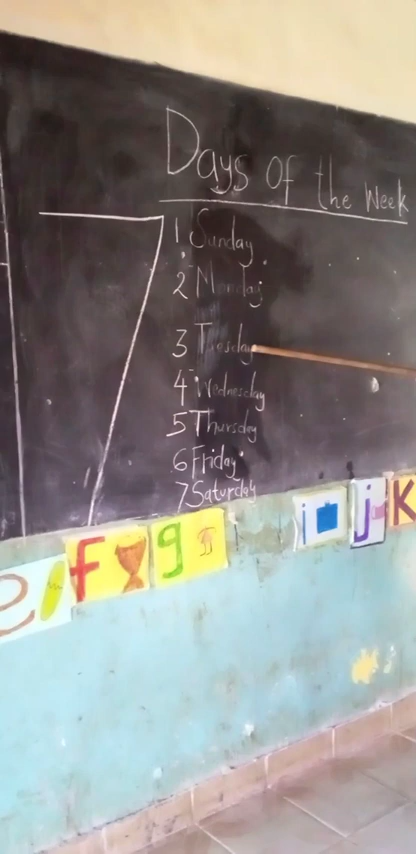 Days of the Week
7
1 Sunday
2 Monday
3 Tuesday
4 Wednesday
5 Thursday
6 Friday
7 Saturday
e f g i j K